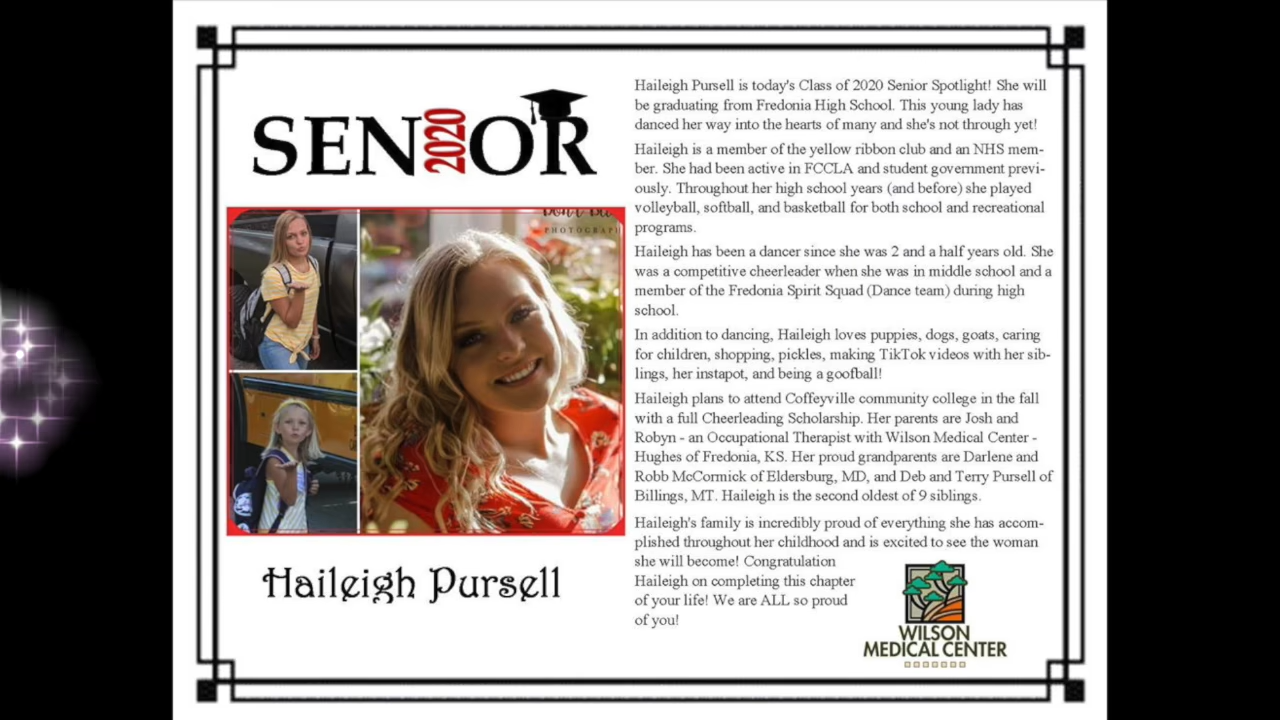 SENIOR
2020
PHOTOGRAPH
Haileigh Pursell
Haileigh Pursell is today's Class of 2020 Senior Spotlight! She will
be graduating from Fredonia High School. This young lady has
danced her way into the hearts of many and she's not through yet!
Haileigh is a member of the yellow ribbon club and an NHS mem-
ber. She had been active in FCCLA and student government previ-
ously. Throughout her high school years (and before) she played
volleyball, softball, and basketball for both school and recreational
programs.
Haileigh has been a dancer since she was 2 and a half years old. She
was a competitive cheerleader when she was in middle school and a
member of the Fredonia Spirit Squad (Dance team) during high
school.
In addition to dancing, Haileigh loves puppies, dogs, goats, caring
for children, shopping, pickles, making TikTok videos with her sib-
lings, her instapot, and being a goofball!
Haileigh plans to attend Coffeyville community college in the fall
with a full Cheerleading Scholarship. Her parents are Josh and
Robyn - an Occupational Therapist with Wilson Medical Center -
Hughes of Fredonia, KS. Her proud grandparents are Darlene and
Robb McCormick of Eldersburg, MD, and Deb and Terry Pursell of
Billings, MT. Haileigh is the second oldest of 9 siblings.
Haileigh's family is incredibly proud of everything she has accom-
plished throughout her childhood and is excited to see the woman
she will become! Congratulation
Haileigh on completing this chapter
of your life! We are ALL so proud
of you!
WILSON
MEDICAL CENTER